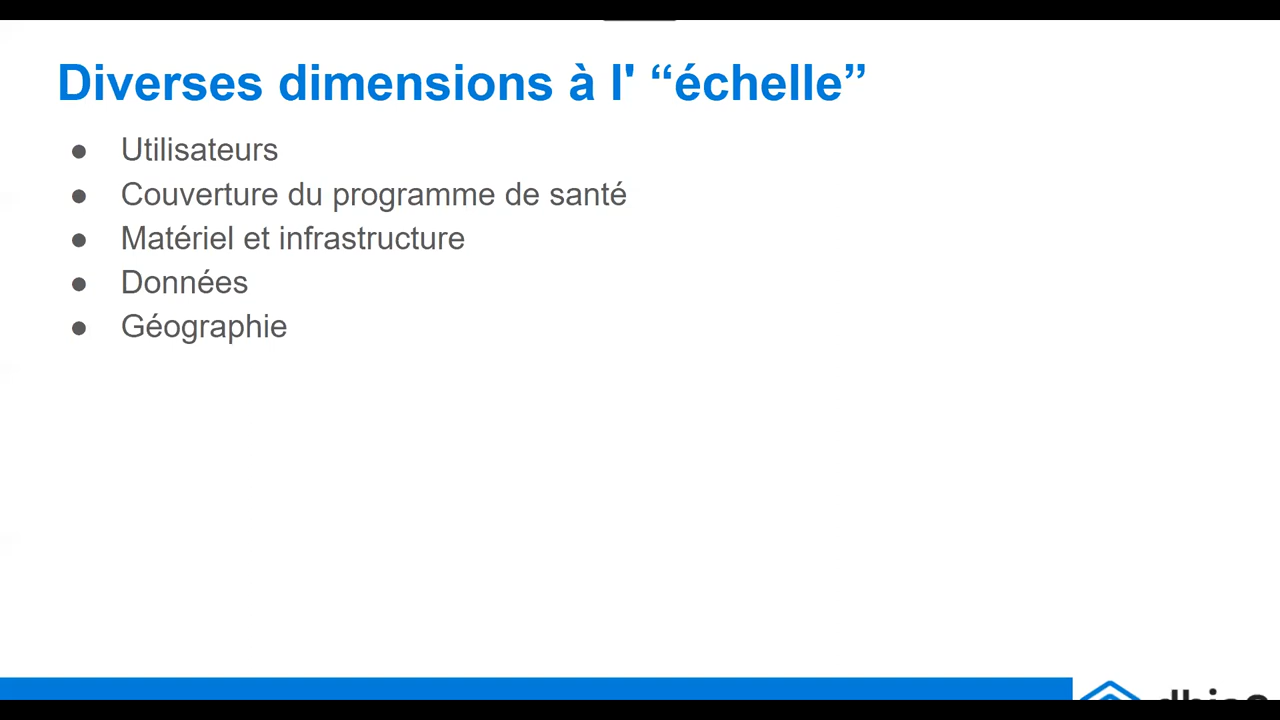 Diverses dimensions à l' “échelle”
● Utilisateurs
● Couverture du programme de santé
● Matériel et infrastructure
● Données
● Géographie